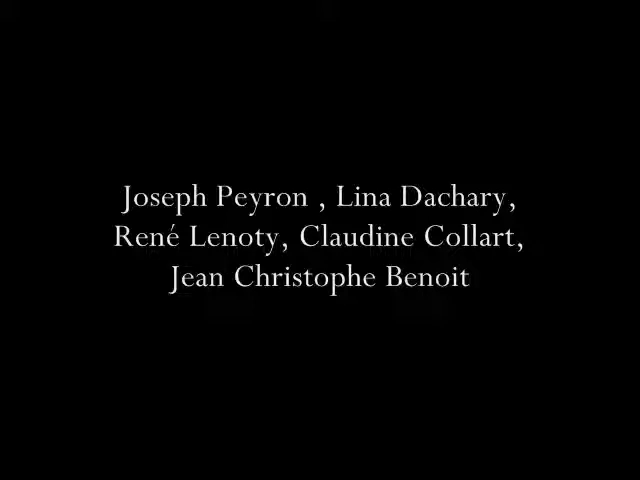 Joseph Peyron , Lina Dachary,
René Lenoty, Claudine Collart,
Jean Christophe Benoit